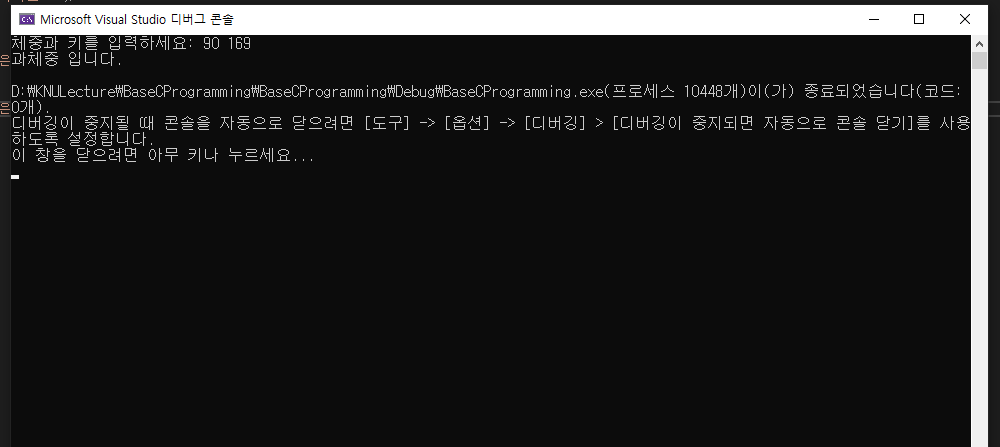 Microsoft Visual Studio 디버그 콘솔
체중과 키를 입력하세요: 90 169
과체중 입니다.
D:\KNULecture\BaseCProgramming\BaseCProgramming\Debug\BaseCProgramming.exe(프로세스 10448개)이(가) 종료되었습니다(코드:
0개).
디버깅이 중지될 때 콘솔을 자동으로 닫으려면 [도구] -> [옵션] -> [디버깅] > [디버깅이 중지되면 자동으로 콘솔 닫기]를 사용
하도록 설정합니다.
이 창을 닫으려면 아무 키나 누르세요...